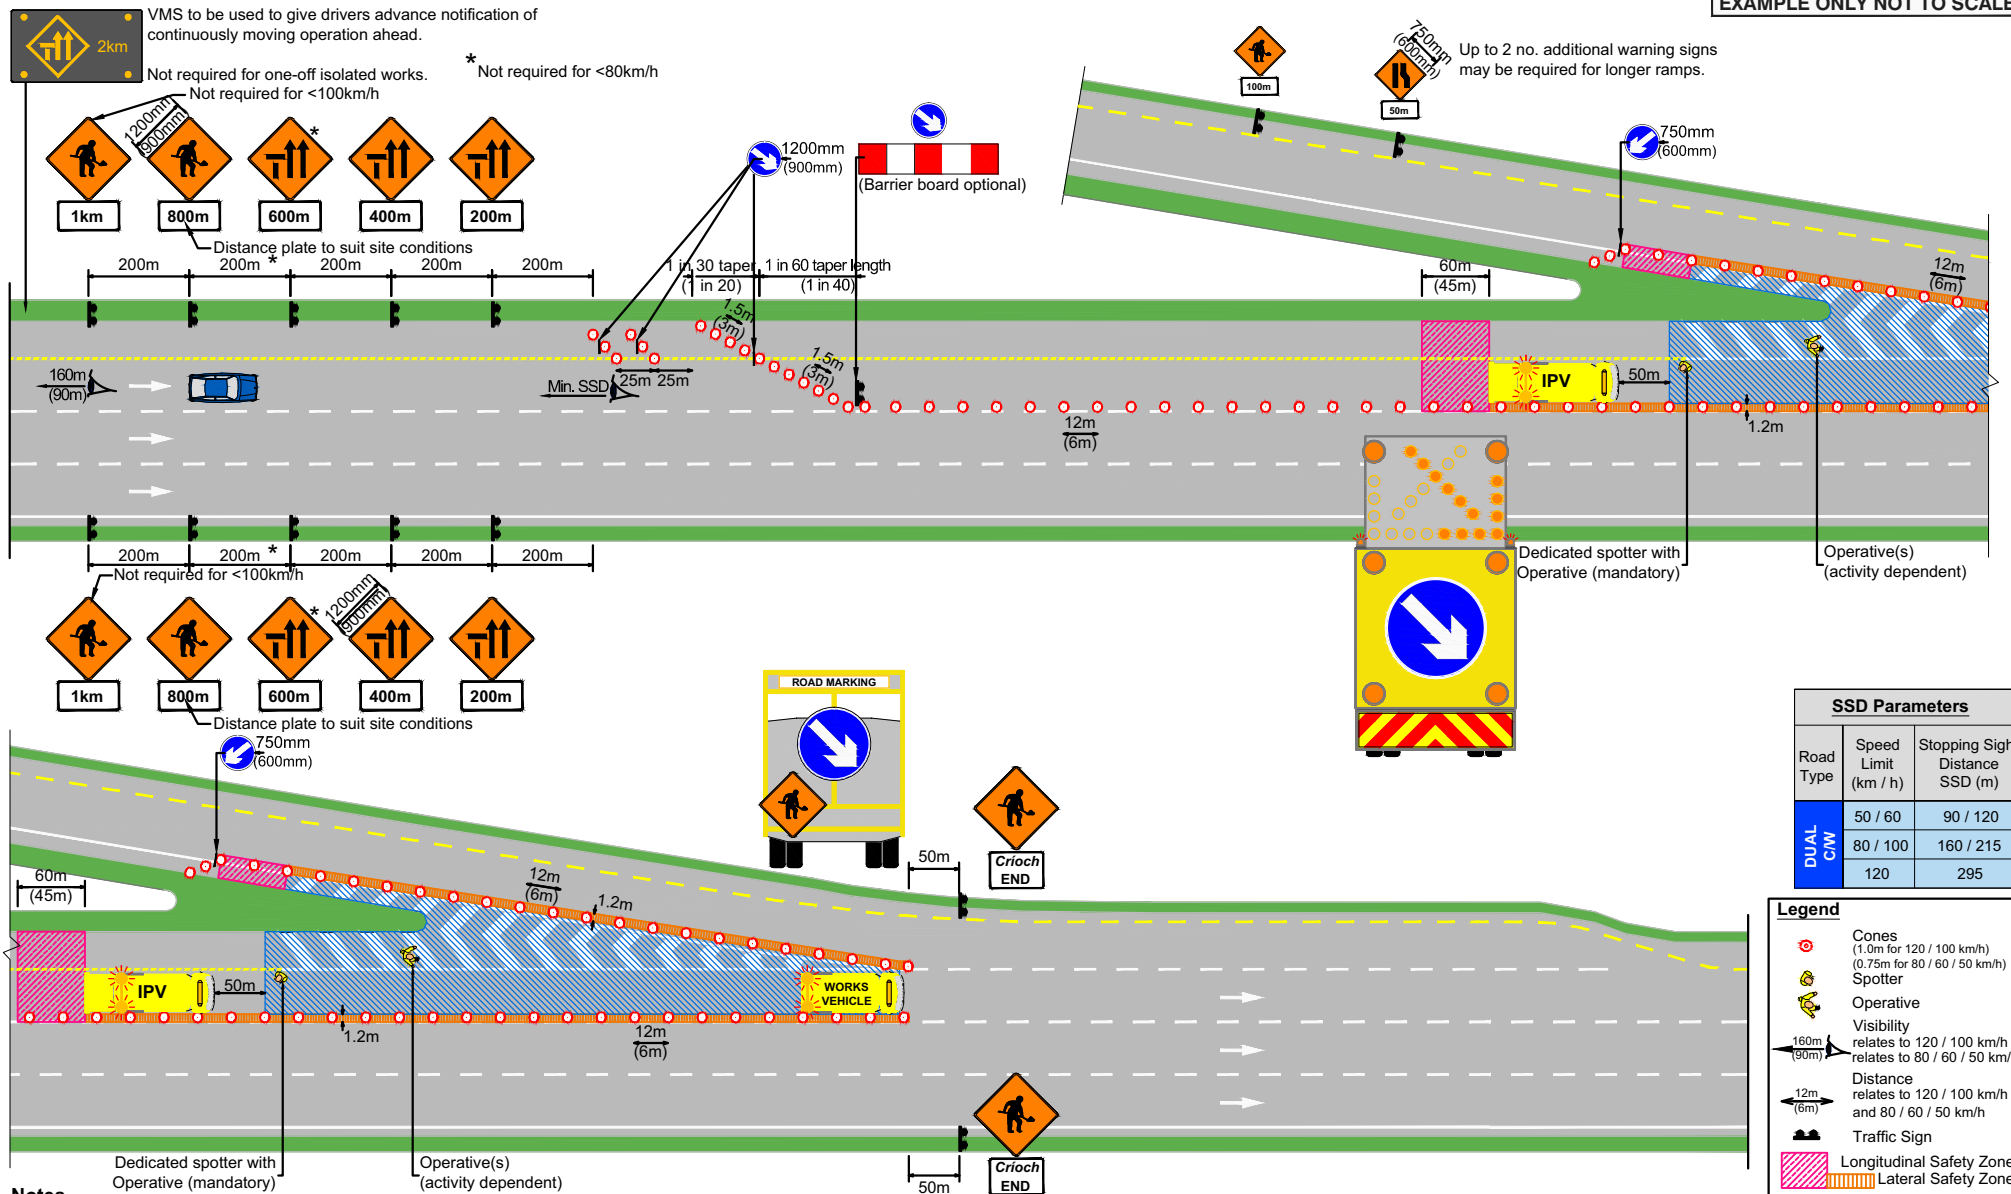 EXAMPLE ONLY NOT TO SCALE
2km
VMS to be used to give drivers advance notification of
continuously moving operation ahead.
Not required for one-off isolated works.
*Not required for <80km/h
Not required for <100km/h
1200mm
(900mm)
*
1km
800m
600m
400m
200m
Distance plate to suit site conditions
200m
200m *
200m
200m
200m
1200mm
(900mm)
(Barrier board optional)
1 in 30 taper
(1 in 20)
1 in 60 taper length
(1 in 40)
1.5m
(3m)
1.5m
(3m)
100m
50m
750mm
(600mm)
Up to 2 no. additional warning signs
may be required for longer ramps.
750mm
(600mm)
60m
(45m)
12m
(6m)
160m
(90m)
Min. SSD
25m
25m
IPV
50m
12m
(6m)
1.2m
Dedicated spotter with
Operative (mandatory)
Operative(s)
(activity dependent)
200m
200m *
200m
200m
200m
Not required for <100km/h
*
1200mm
(900mm)
1km
800m
600m
400m
200m
Distance plate to suit site conditions
750mm
(600mm)
ROAD MARKING
Críoch
END
50m
60m
(45m)
12m
(6m)
1.2m
IPV
50m
WORKS
VEHICLE
1.2m
12m
(6m)
Dedicated spotter with
Operative (mandatory)
Operative(s)
(activity dependent)
50m
Críoch
END
SSD Parameters
Road
Type
Speed
Limit
(km / h)
Stopping Sigh
Distance
SSD (m)
DUAL
C/W
50 / 60
90 / 120
80 / 100
160 / 215
120
295
Legend
Cones
(1.0m for 120 / 100 km/h)
(0.75m for 80 / 60 / 50 km/h)
Spotter
Operative
Visibility
160m
(90m)
relates to 120 / 100 km/h
relates to 80 / 60 / 50 km/
Distance
12m
(6m)
relates to 120 / 100 km/h
and 80 / 60 / 50 km/h
Traffic Sign
Longitudinal Safety Zone
Lateral Safety Zone
Notes